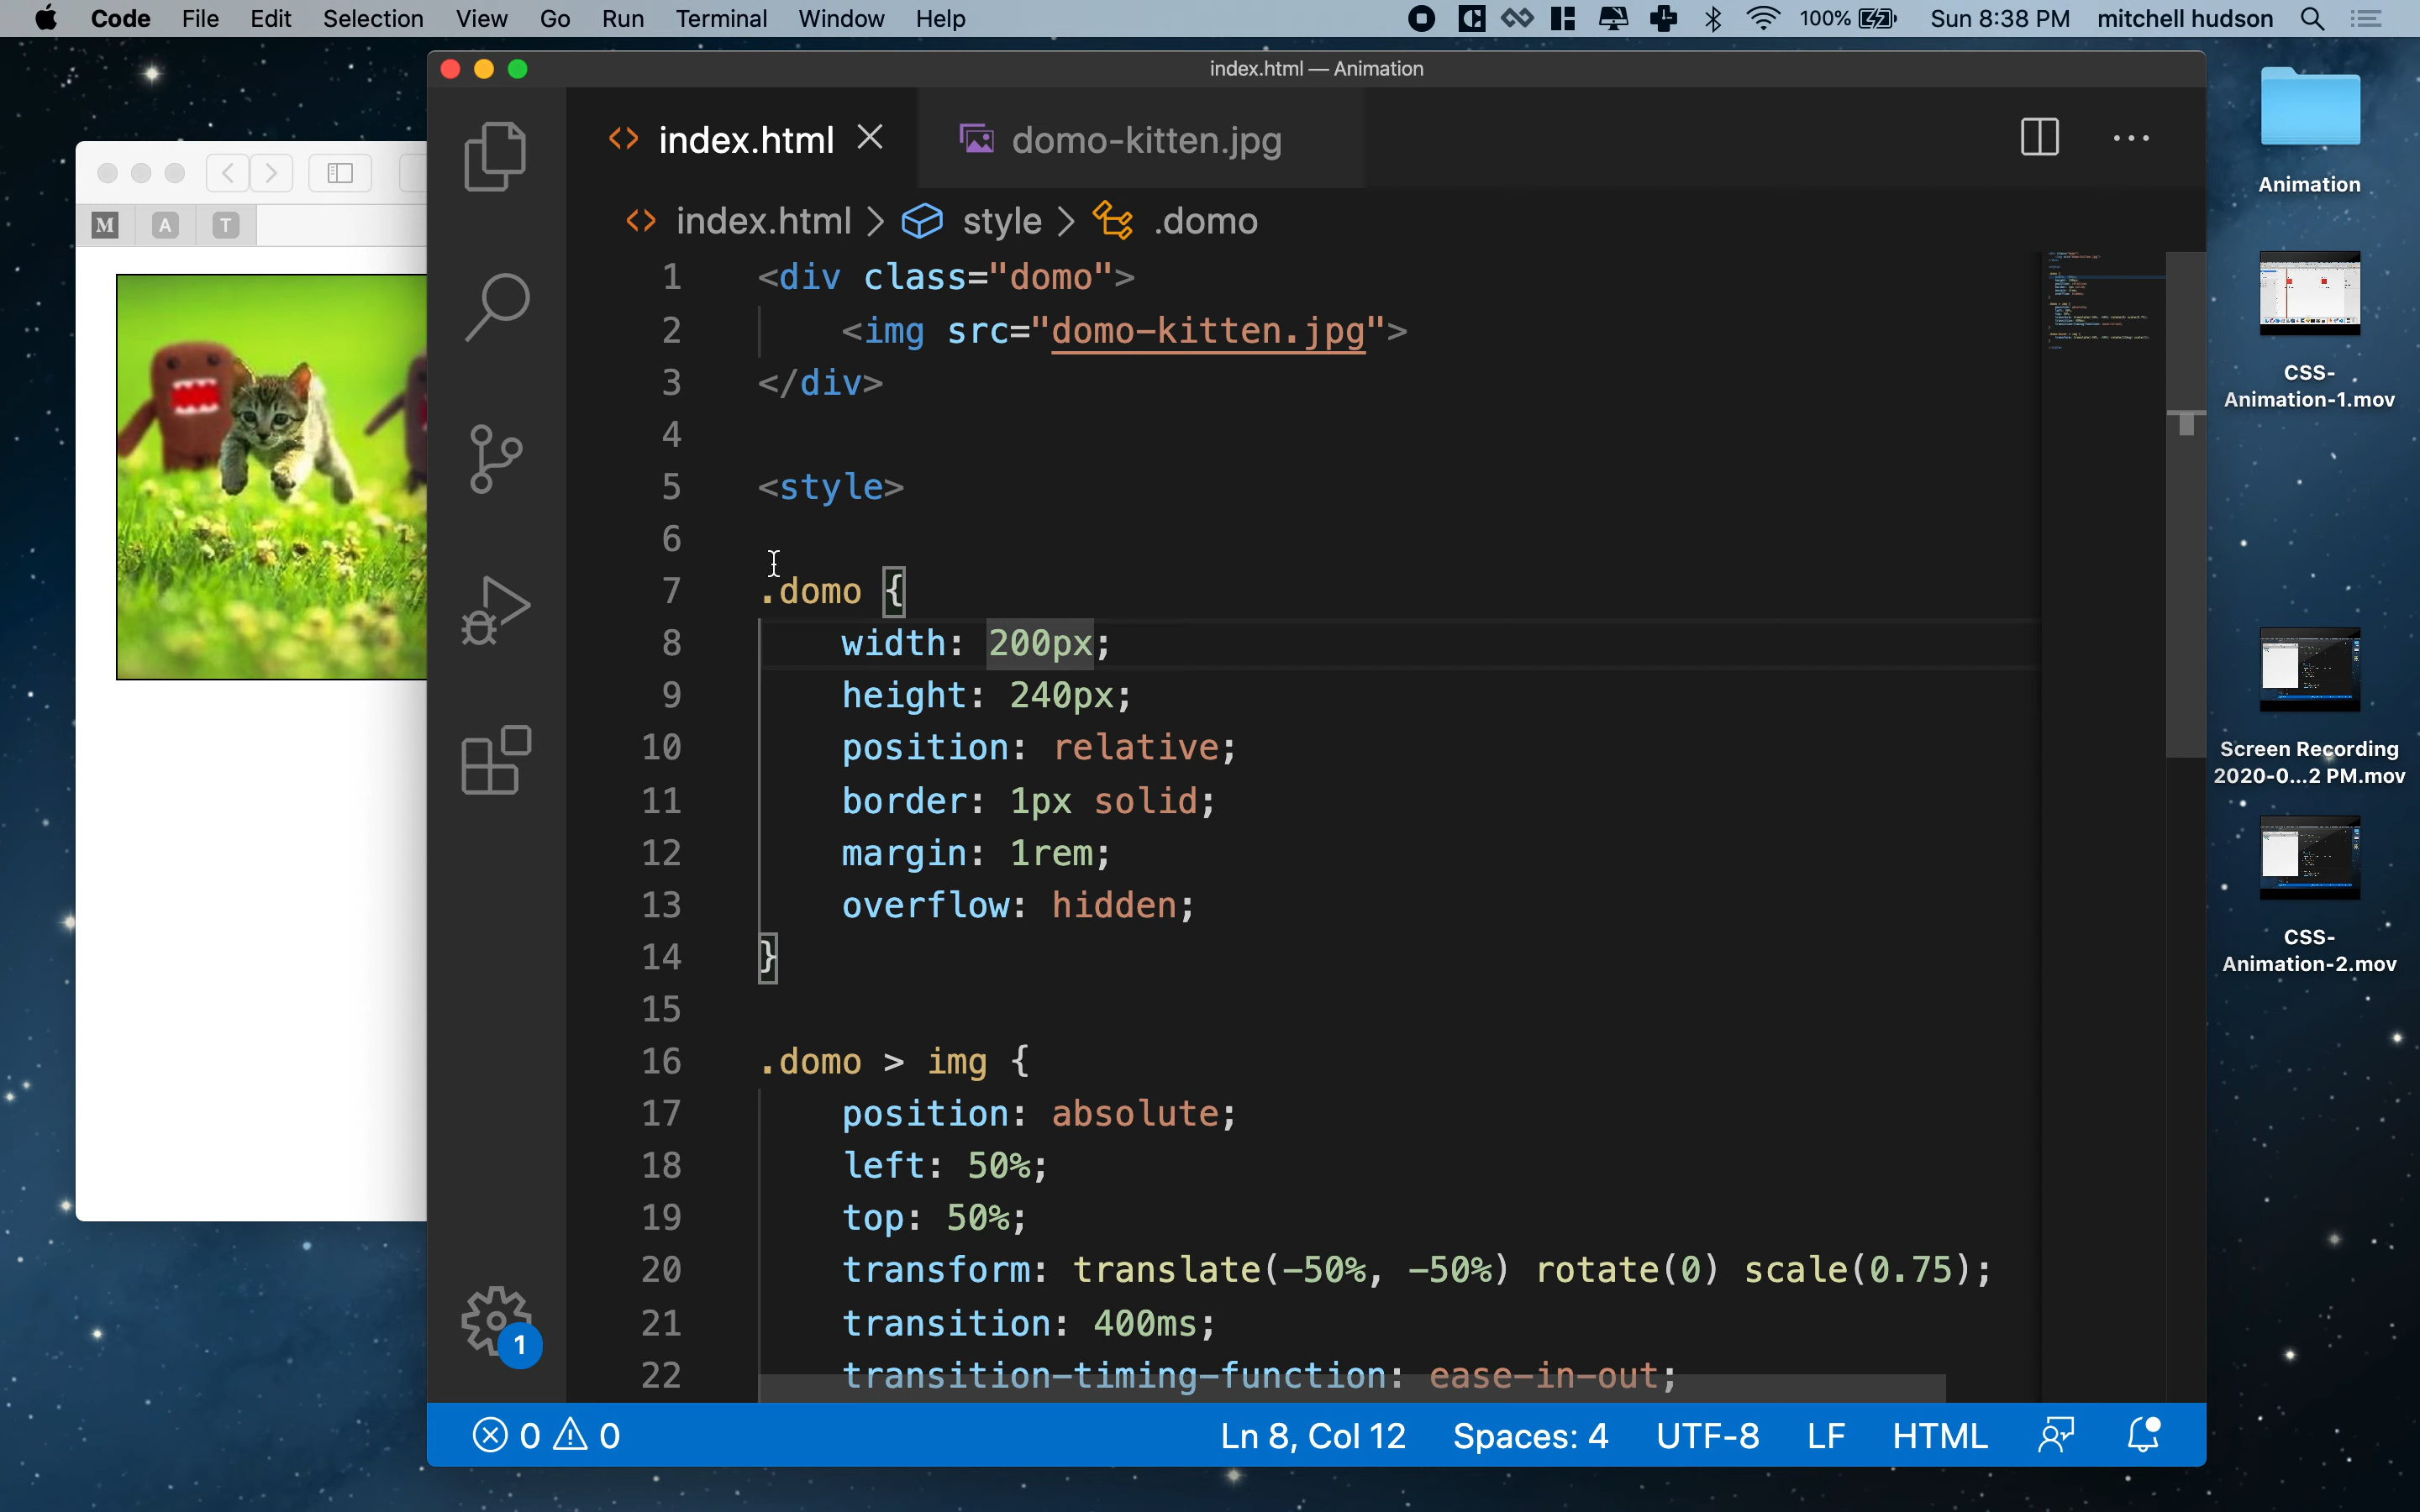 Code File Edit Selection View Go Run Terminal Window Help 100% Sun 8:38 PM mitchell hudson
index.html — Animation
index.html domo-kitten.jpg
M A T
index.html > style > .domo
1 <div class="domo">
2 <img src="domo-kitten.jpg">
3 </div>
4
5 <style>
6
7 .domo {
8 width: 200px;
9 height: 240px;
10 position: relative;
11 border: 1px solid;
12 margin: 1rem;
13 overflow: hidden;
14 }
15
16 .domo > img {
17 position: absolute;
18 left: 50%;
19 top: 50%;
20 transform: translate(-50%, -50%) rotate(0) scale(0.75);
21 transition: 400ms;
22 transition-timing-function: ease-in-out;
1
0 0 Ln 8, Col 12 Spaces: 4 UTF-8 LF HTML
Animation
CSS-
Animation-1.mov
Screen Recording
2020-0...2 PM.mov
CSS-
Animation-2.mov